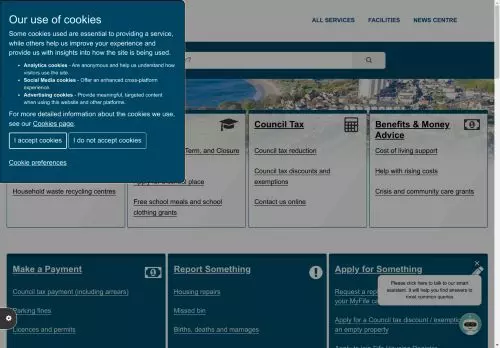 Our use of cookies
Some cookies used are essential to providing a service,
while others help us improve your experience and
provide us with insights into how the site is being used.
Analytics cookies - Are anonymous and help us understand how
visitors use the site.
Social Media cookies - Offer an enhanced cross-platform
experience.
Advertising cookies - Provide meaningful, targeted content
when using this website and other platforms.
For more detailed information about the cookies we use,
see our Cookies page.
I accept cookies
I do not accept cookies
Cookie preferences
ALL SERVICES
FACILITIES
NEWS CENTRE
Household waste recycling centres
Term, and Closure
place
Free school meals and school
clothing grants
Council Tax
Council tax reduction
Council tax discounts and
exemptions
Contact us online
Benefits & Money
Advice
Cost of living support
Help with rising costs
Crisis and community care grants
Make a Payment
Council tax payment (including arrears)
Parking fines
Licences and permits
Report Something
Housing repairs
Missed bin
Births, deaths and marriages
Apply for Something
Request a
your MyFife
Apply for a Council tax discount / exemption
an empty property
Please click here to talk to our smart
assistant. It will help you find answers to
most common queries